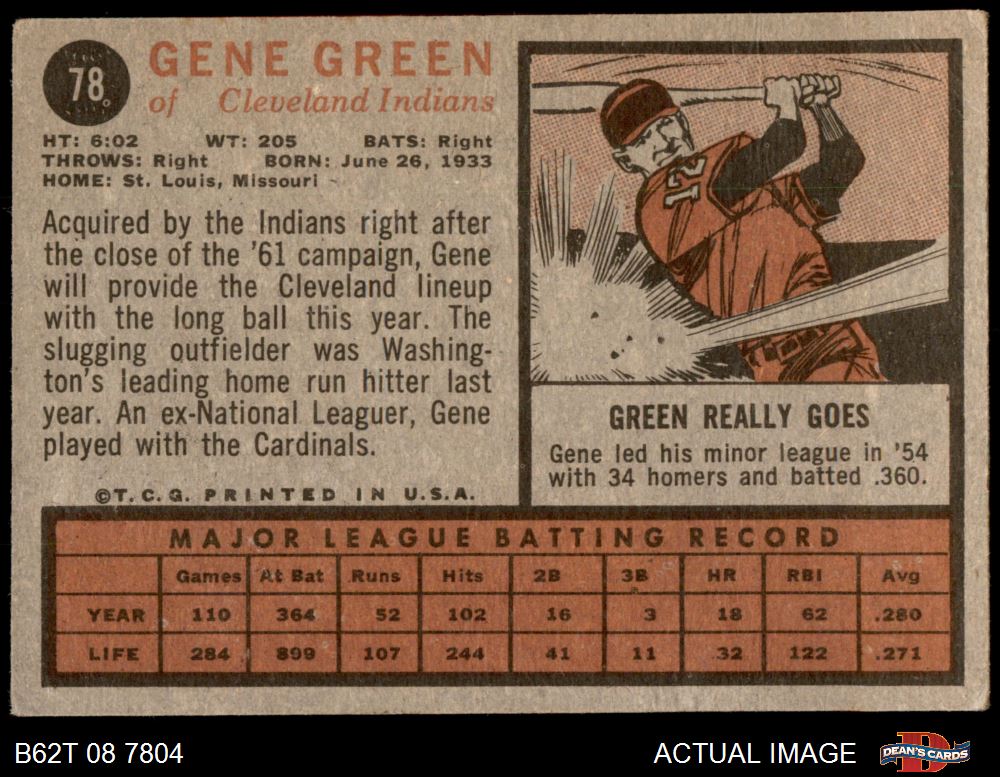 78
GENE GREEN
of Cleveland Indians
HT: 6:02 WT: 205 BATS: Right
THROWS: Right BORN: June 26, 1933
HOME: St. Louis, Missouri
Acquired by the Indians right after
the close of the '61 campaign, Gene
will provide the Cleveland lineup
with the long ball this year. The
slugging outfielder was Washing-
ton's leading home run hitter last
year. An ex-National Leaguer, Gene
played with the Cardinals.
©T.C.G. PRINTED IN U.S.A.
12
GREEN REALLY GOES
Gene led his minor league in '54
with 34 homers and batted .360.
MAJOR LEAGUE BATTING RECORD
Games At Bat Runs Hits 2B 3B HR RBI Avg
YEAR 110 364 52 102 16 3 18 62 .280
LIFE 284 899 107 244 41 11 32 122 .271
B62T 08 7804 ACTUAL IMAGE D DEAN'S CARDS